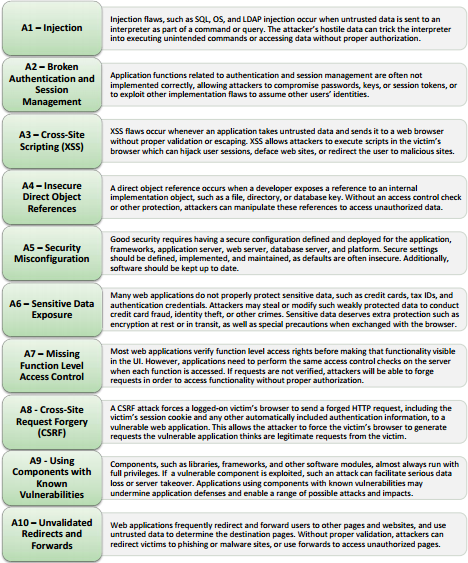 A1 – Injection
Injection flaws, such as SQL, OS, and LDAP injection occur when untrusted data is sent to an
interpreter as part of a command or query. The attacker's hostile data can trick the interpreter
into executing unintended commands or accessing data without proper authorization.
A2 – Broken
Authentication and
Session
Management
Application functions related to authentication and session management are often not
implemented correctly, allowing attackers to compromise passwords, keys, or session tokens, or
to exploit other implementation flaws to assume other users' identities.
A3 – Cross-Site
Scripting (XSS)
XSS flaws occur whenever an application takes untrusted data and sends it to a web browser
without proper validation or escaping. XSS allows attackers to execute scripts in the victim's
browser which can hijack user sessions, deface web sites, or redirect the user to malicious sites.
A4 – Insecure
Direct Object
References
A direct object reference occurs when a developer exposes a reference to an internal
implementation object, such as a file, directory, or database key. Without an access control check
or other protection, attackers can manipulate these references to access unauthorized data.
A5 – Security
Misconfiguration
Good security requires having a secure configuration defined and deployed for the application,
frameworks, application server, web server, database server, and platform. Secure settings
should be defined, implemented, and maintained, as defaults are often insecure. Additionally,
software should be kept up to date.
A6 – Sensitive Data
Exposure
Many web applications do not properly protect sensitive data, such as credit cards, tax IDs, and
authentication credentials. Attackers may steal or modify such weakly protected data to conduct
credit card fraud, identity theft, or other crimes. Sensitive data deserves extra protection such as
encryption at rest or in transit, as well as special precautions when exchanged with the browser.
A7 – Missing
Function Level
Access Control
Most web applications verify function level access rights before making that functionality visible
in the UI. However, applications need to perform the same access control checks on the server
when each function is accessed. If requests are not verified, attackers will be able to forge
requests in order to access functionality without proper authorization.
A8 - Cross-Site
Request Forgery
(CSRF)
A CSRF attack forces a logged-on victim's browser to send a forged HTTP request, including the
victim's session cookie and any other automatically included authentication information, to a
vulnerable web application. This allows the attacker to force the victim's browser to generate
requests the vulnerable application thinks are legitimate requests from the victim.
A9 - Using
Components with
Known
Vulnerabilities
Components, such as libraries, frameworks, and other software modules, almost always run with
full privileges. If a vulnerable component is exploited, such an attack can facilitate serious data
loss or server takeover. Applications using components with known vulnerabilities may
undermine application defenses and enable a range of possible attacks and impacts.
A10 – Unvalidated
Redirects and
Forwards
Web applications frequently redirect and forward users to other pages and websites, and use
untrusted data to determine the destination pages. Without proper validation, attackers can
redirect victims to phishing or malware sites, or use forwards to access unauthorized pages.